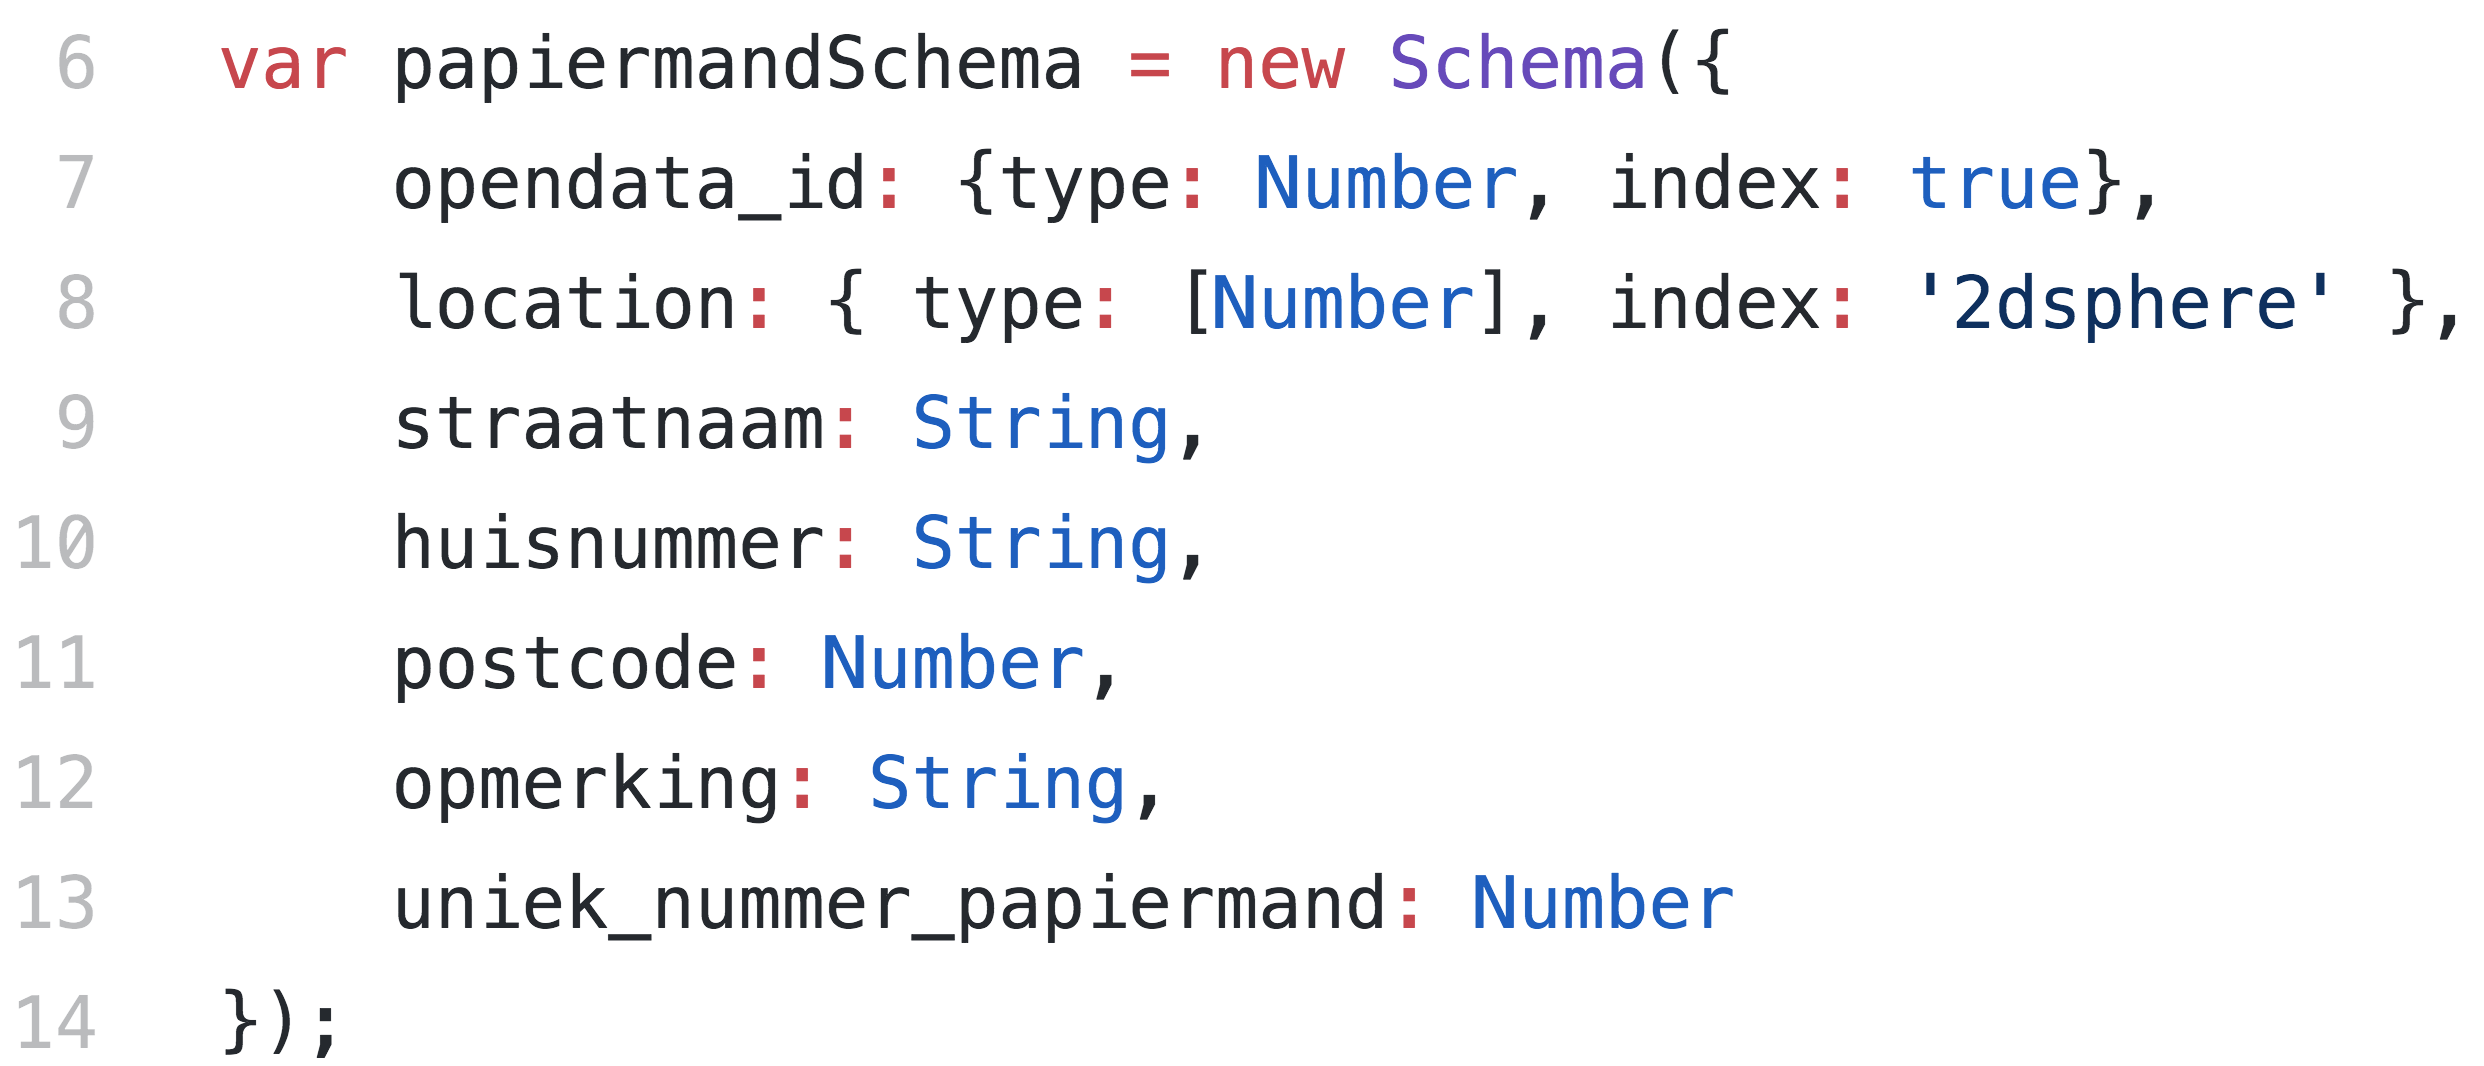 6 var papiermandSchema = new Schema({
7 opendata_id: {type: Number, index: true},
8 location: { type: [Number], index: '2dsphere' },
9 straatnaam: String,
10 huisnummer: String,
11 postcode: Number,
12 opmerking: String,
13 uniek_nummer_papiermand: Number
14 });